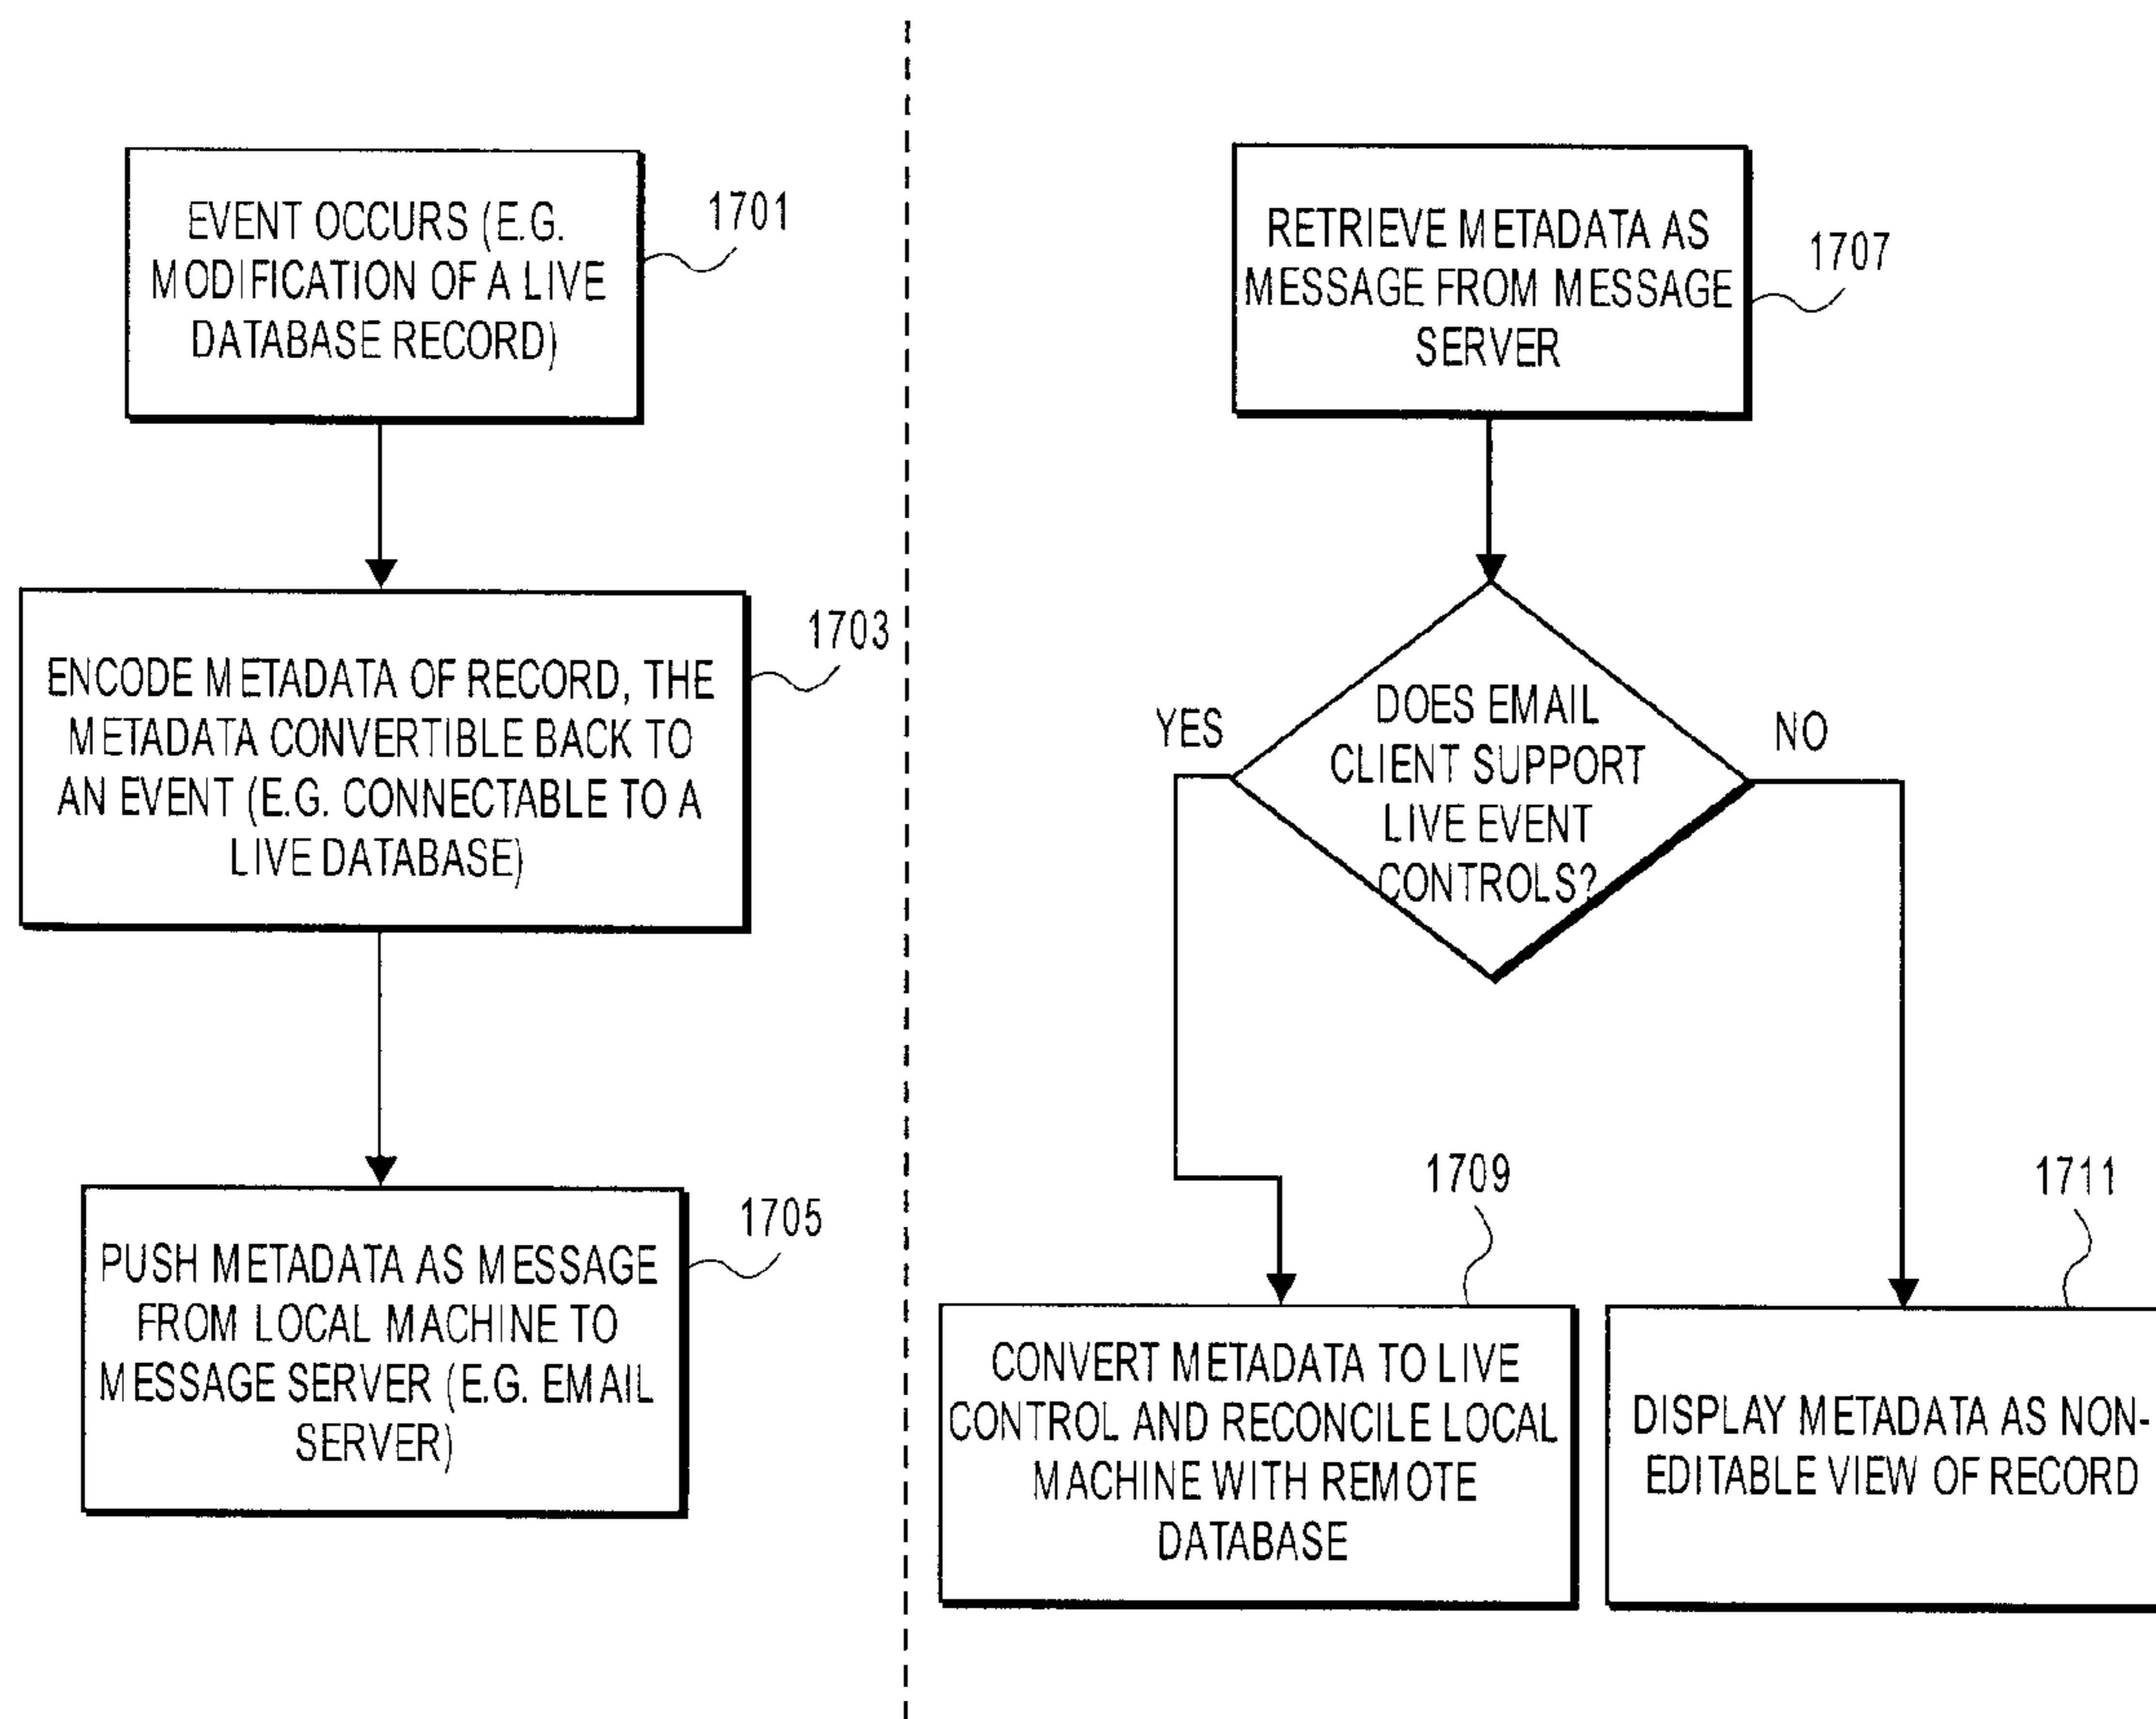 EVENT OCCURS (E.G.
MODIFICATION OF A LIVE
DATABASE RECORD)
1701
ENCODE METADATA OF RECORD, THE
METADATA CONVERTIBLE BACK TO
AN EVENT (E.G. CONNECTABLE TO A
LIVE DATABASE)
1703
PUSH METADATA AS MESSAGE
FROM LOCAL MACHINE TO
MESSAGE SERVER (E.G. EMAIL
SERVER)
1705
RETRIEVE METADATA AS
MESSAGE FROM MESSAGE
SERVER
1707
DOES EMAIL
CLIENT SUPPORT
LIVE EVENT
CONTROLS?
YES
NO
1709
CONVERT METADATA TO LIVE
CONTROL AND RECONCILE LOCAL
MACHINE WITH REMOTE
DATABASE
1711
DISPLAY METADATA AS NON-
EDITABLE VIEW OF RECORD